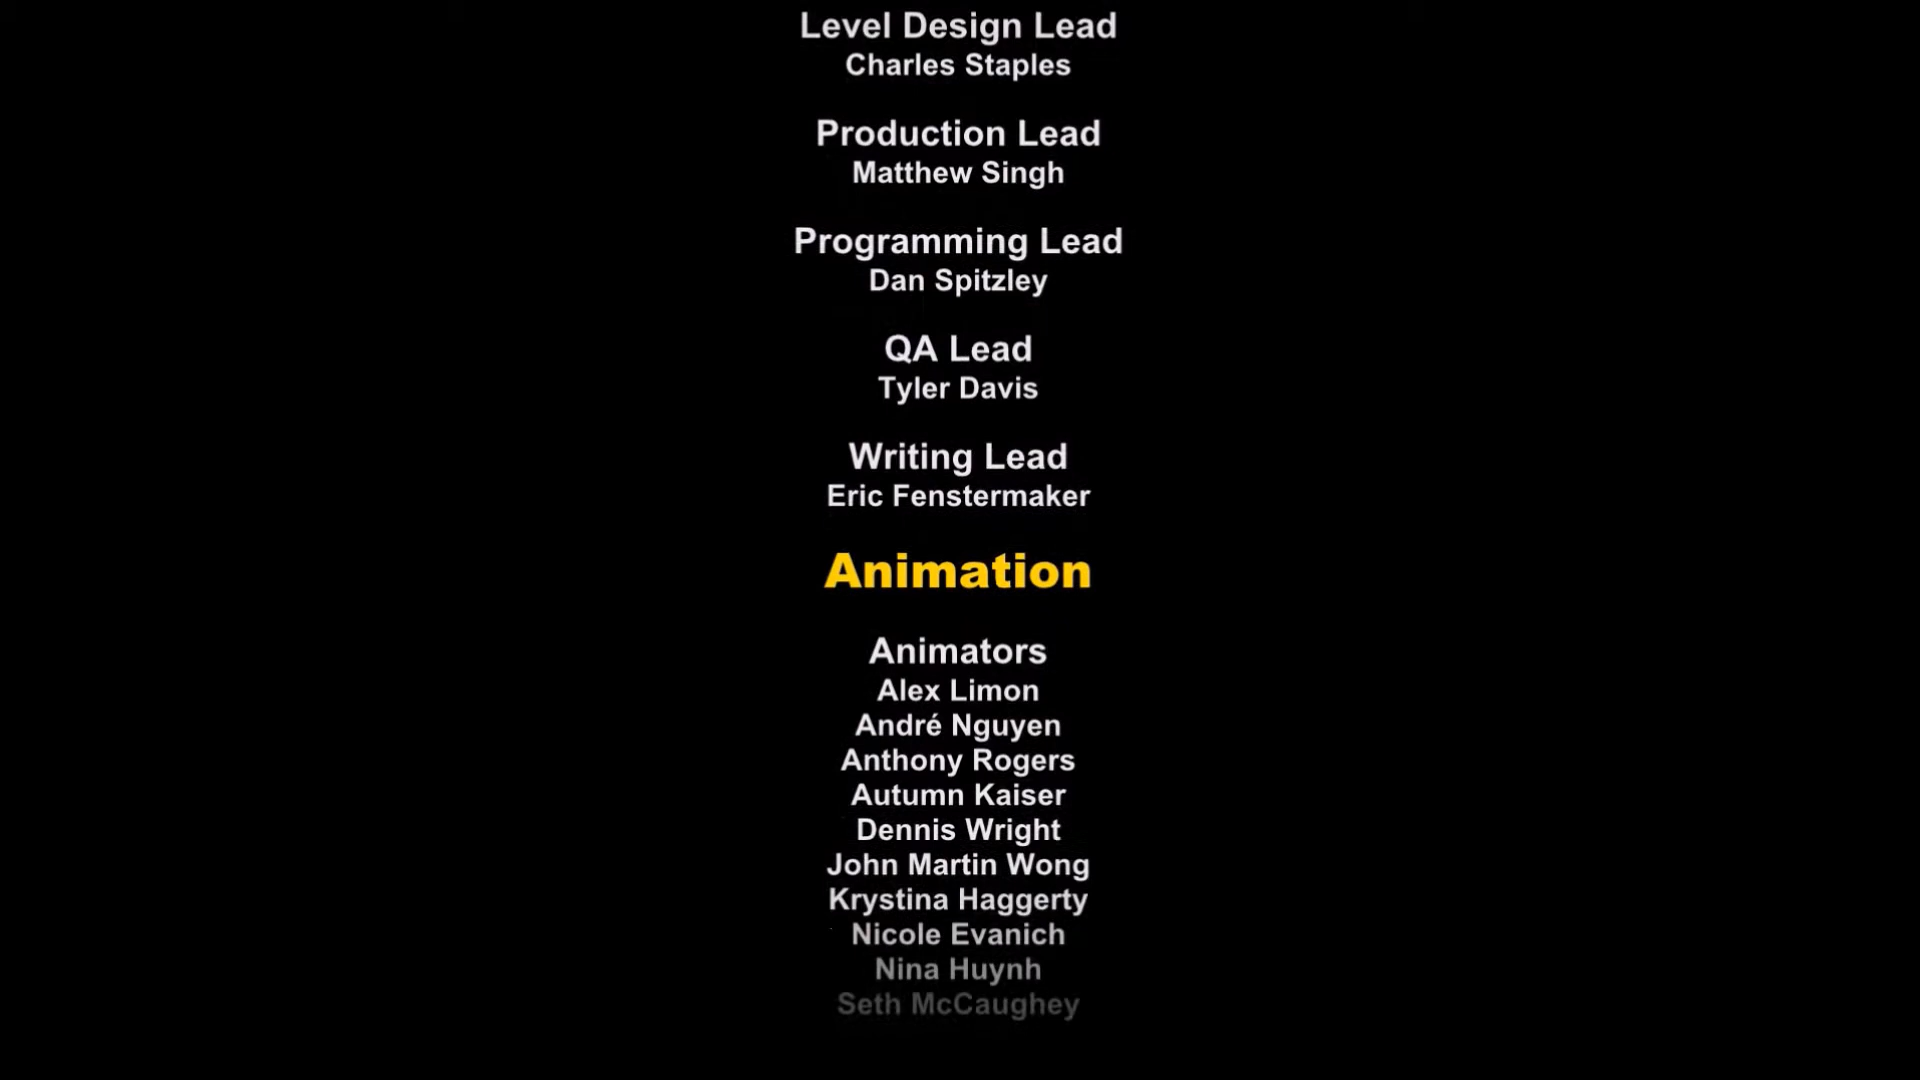 Level Design Lead
Charles Staples
Production Lead
Matthew Singh
Programming Lead
Dan Spitzley
QA Lead
Tyler Davis
Writing Lead
Eric Fenstermaker
Animation
Animators
Alex Limon
André Nguyen
Anthony Rogers
Autumn Kaiser
Dennis Wright
John Martin Wong
Krystina Haggerty
Nicole Evanich
Nina Huynh
Seth McCaughey